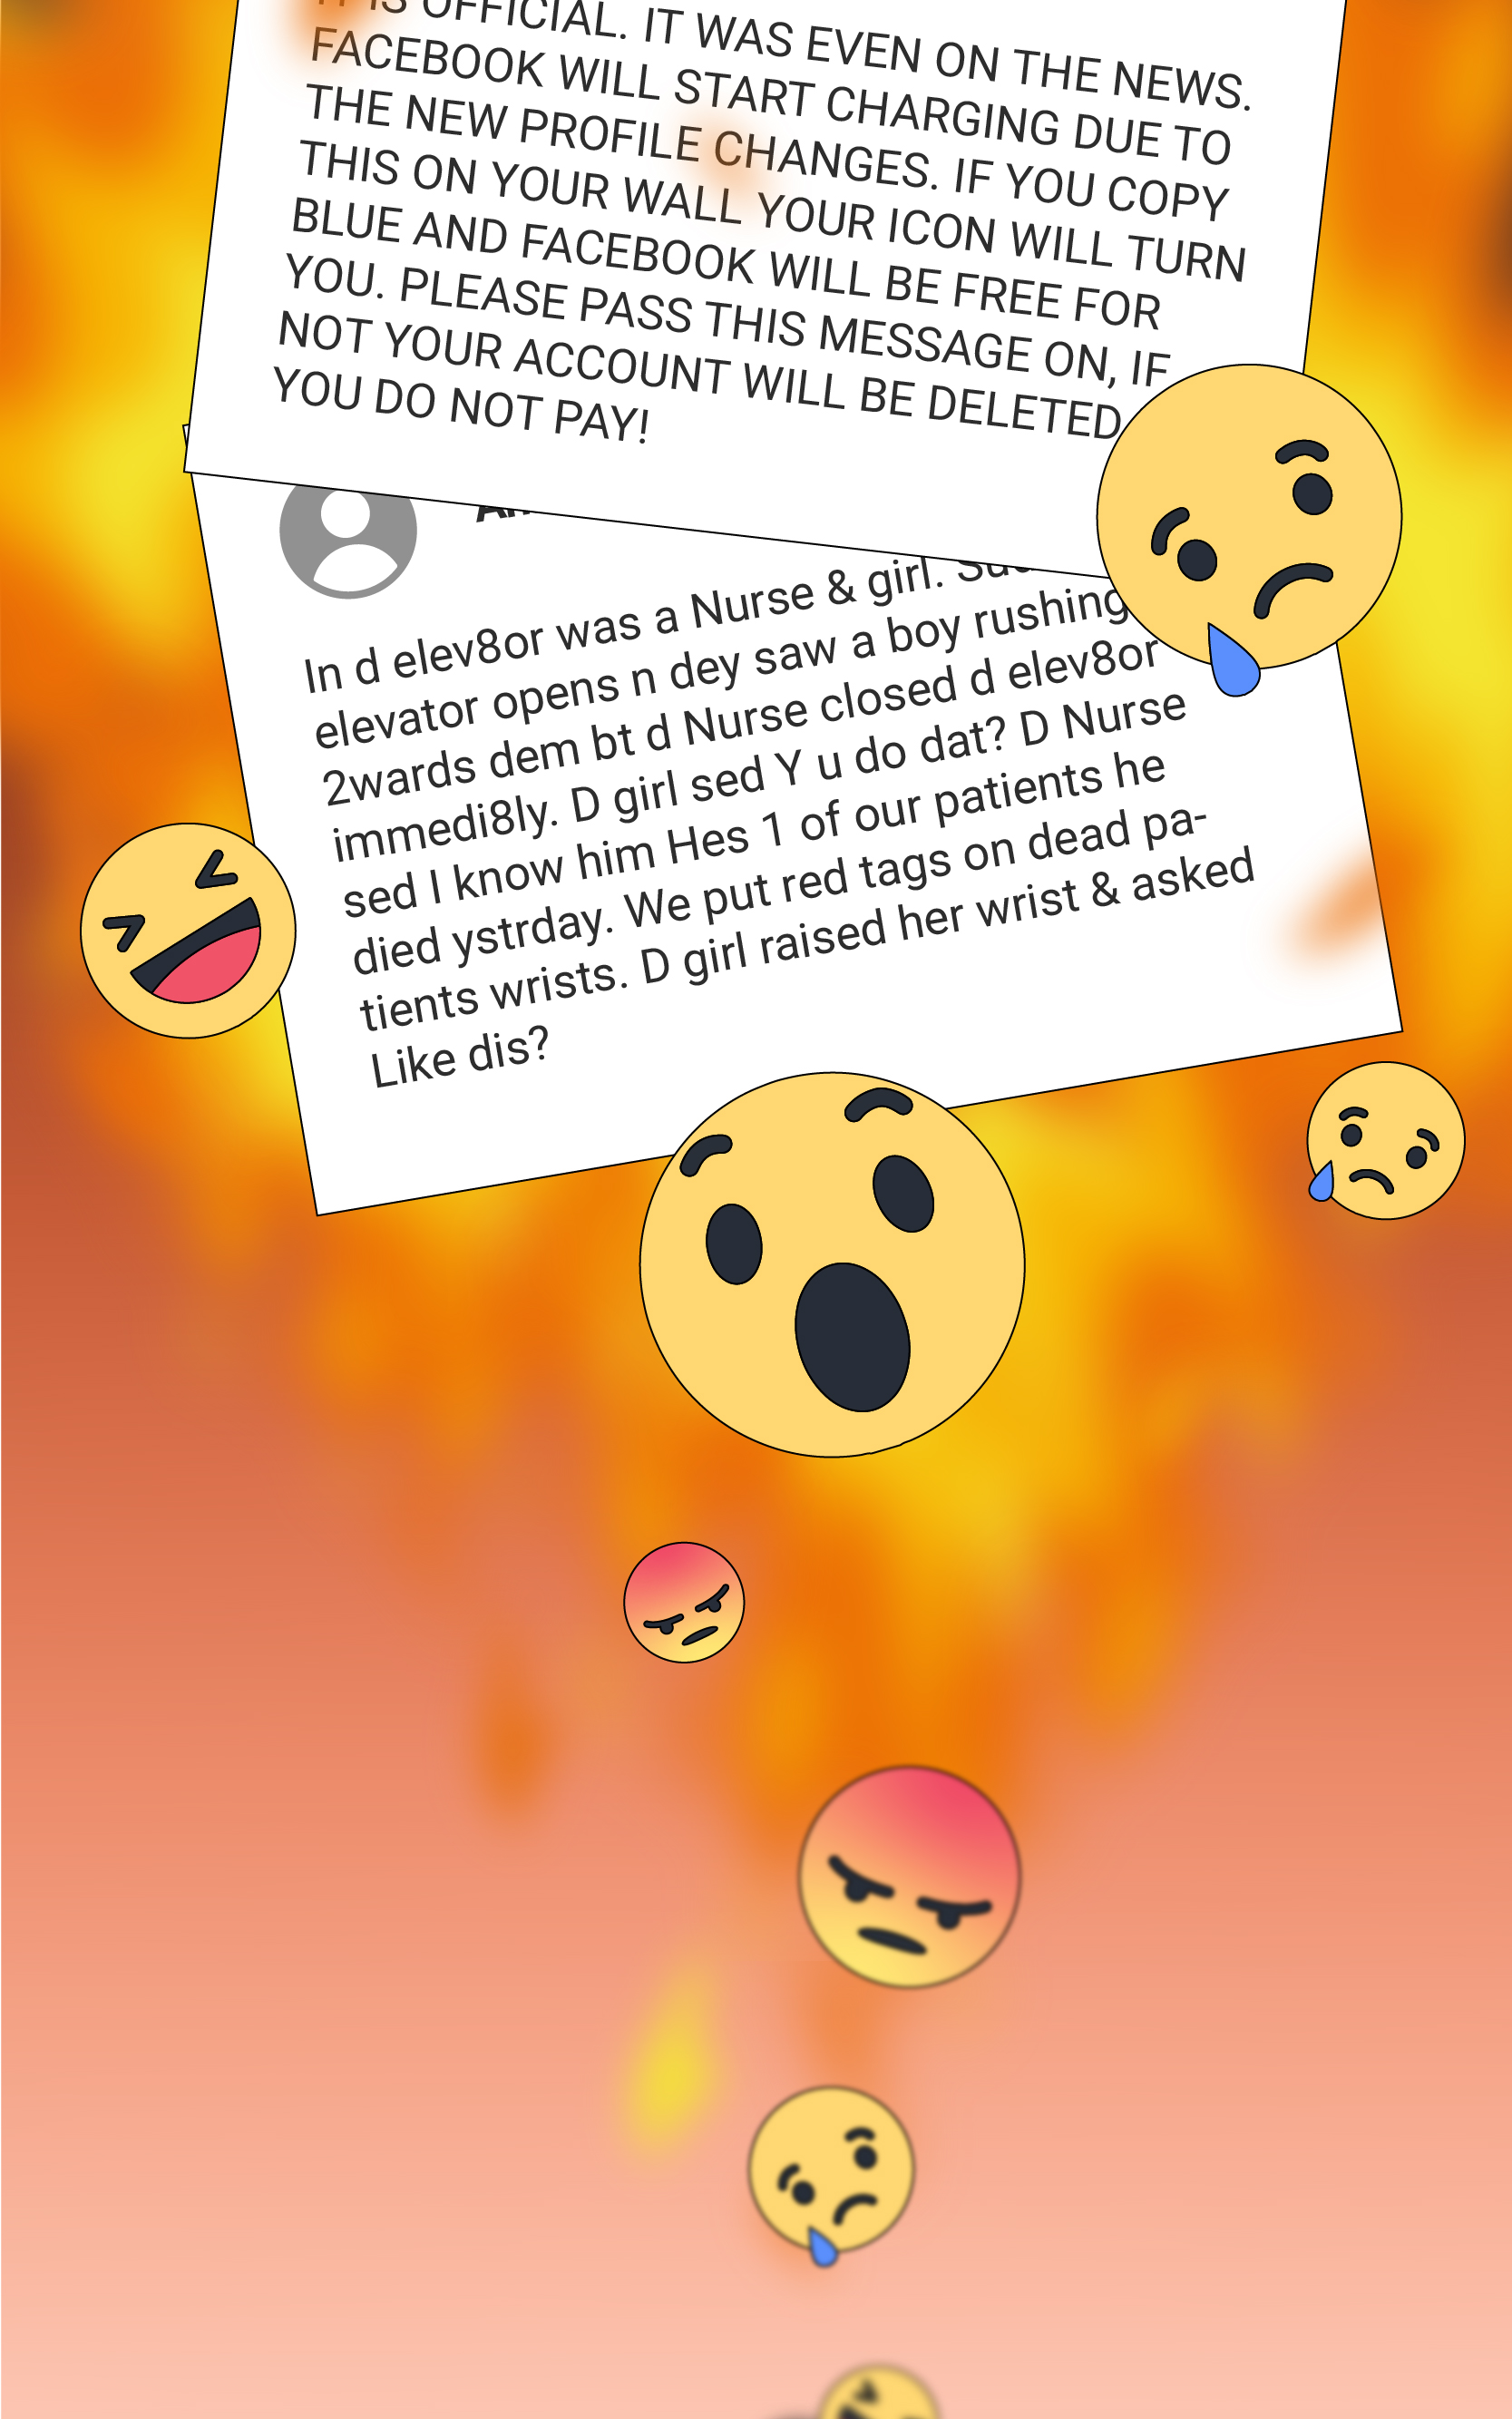 IS OFFICIAL. IT WAS EVEN ON THE NEWS.
FACEBOOK WILL START CHARGING DUE TO
THE NEW PROFILE CHANGES. IF YOU COPY
THIS ON YOUR WALL YOUR ICON WILL TURN
BLUE AND FACEBOOK WILL BE FREE FOR
YOU. PLEASE PASS THIS MESSAGE ON, IF
NOT YOUR ACCOUNT WILL BE DELETED
YOU DO NOT PAY!
In d elev8or was a Nurse & girl.
elevator opens n dey saw a boy rushing
2wards dem bt d Nurse closed d elev8or
immedi8ly. D girl sed Y u do dat? D Nurse
sed I know him Hes 1 of our patients he
died ystrday. We put red tags on dead pa-
tients wrists. D girl raised her wrist & asked
Like dis?